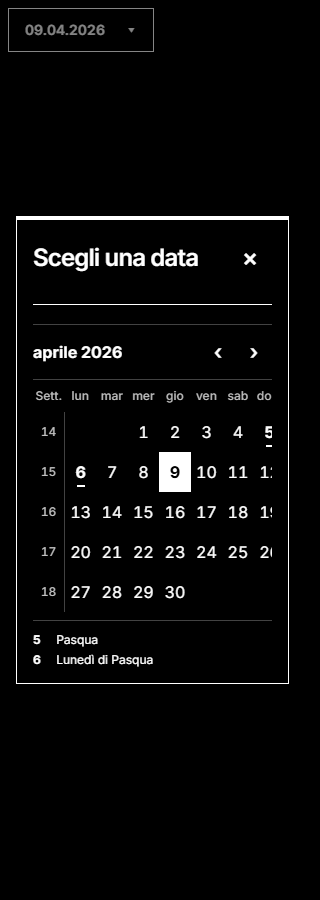 09.04.2026
Scegli una data
aprile 2026
Sett. lun mar mer gio ven sab do
14 1 2 3 4 5
15 6 7 8 9 10 11
16 13 14 15 16 17 18
17 20 21 22 23 24 25
18 27 28 29 30
5 Pasqua
6 Lunedì di Pasqua